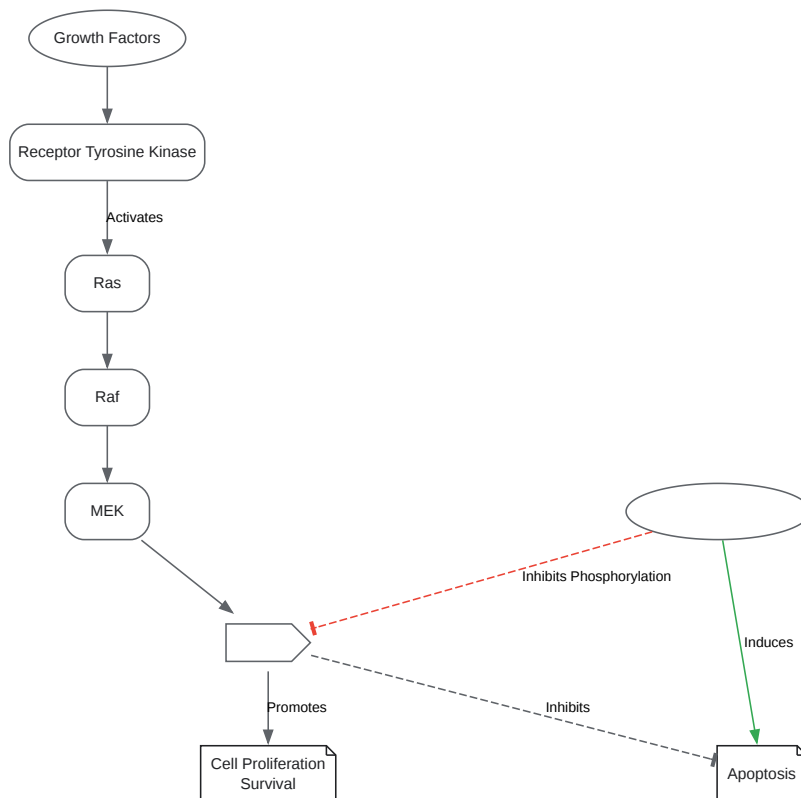 Growth Factors
Receptor Tyrosine Kinase
Activates
Ras
Raf
MEK
Inhibits Phosphorylation
Induces
Promotes
Inhibits
Cell Proliferation
Survival
Apoptosis